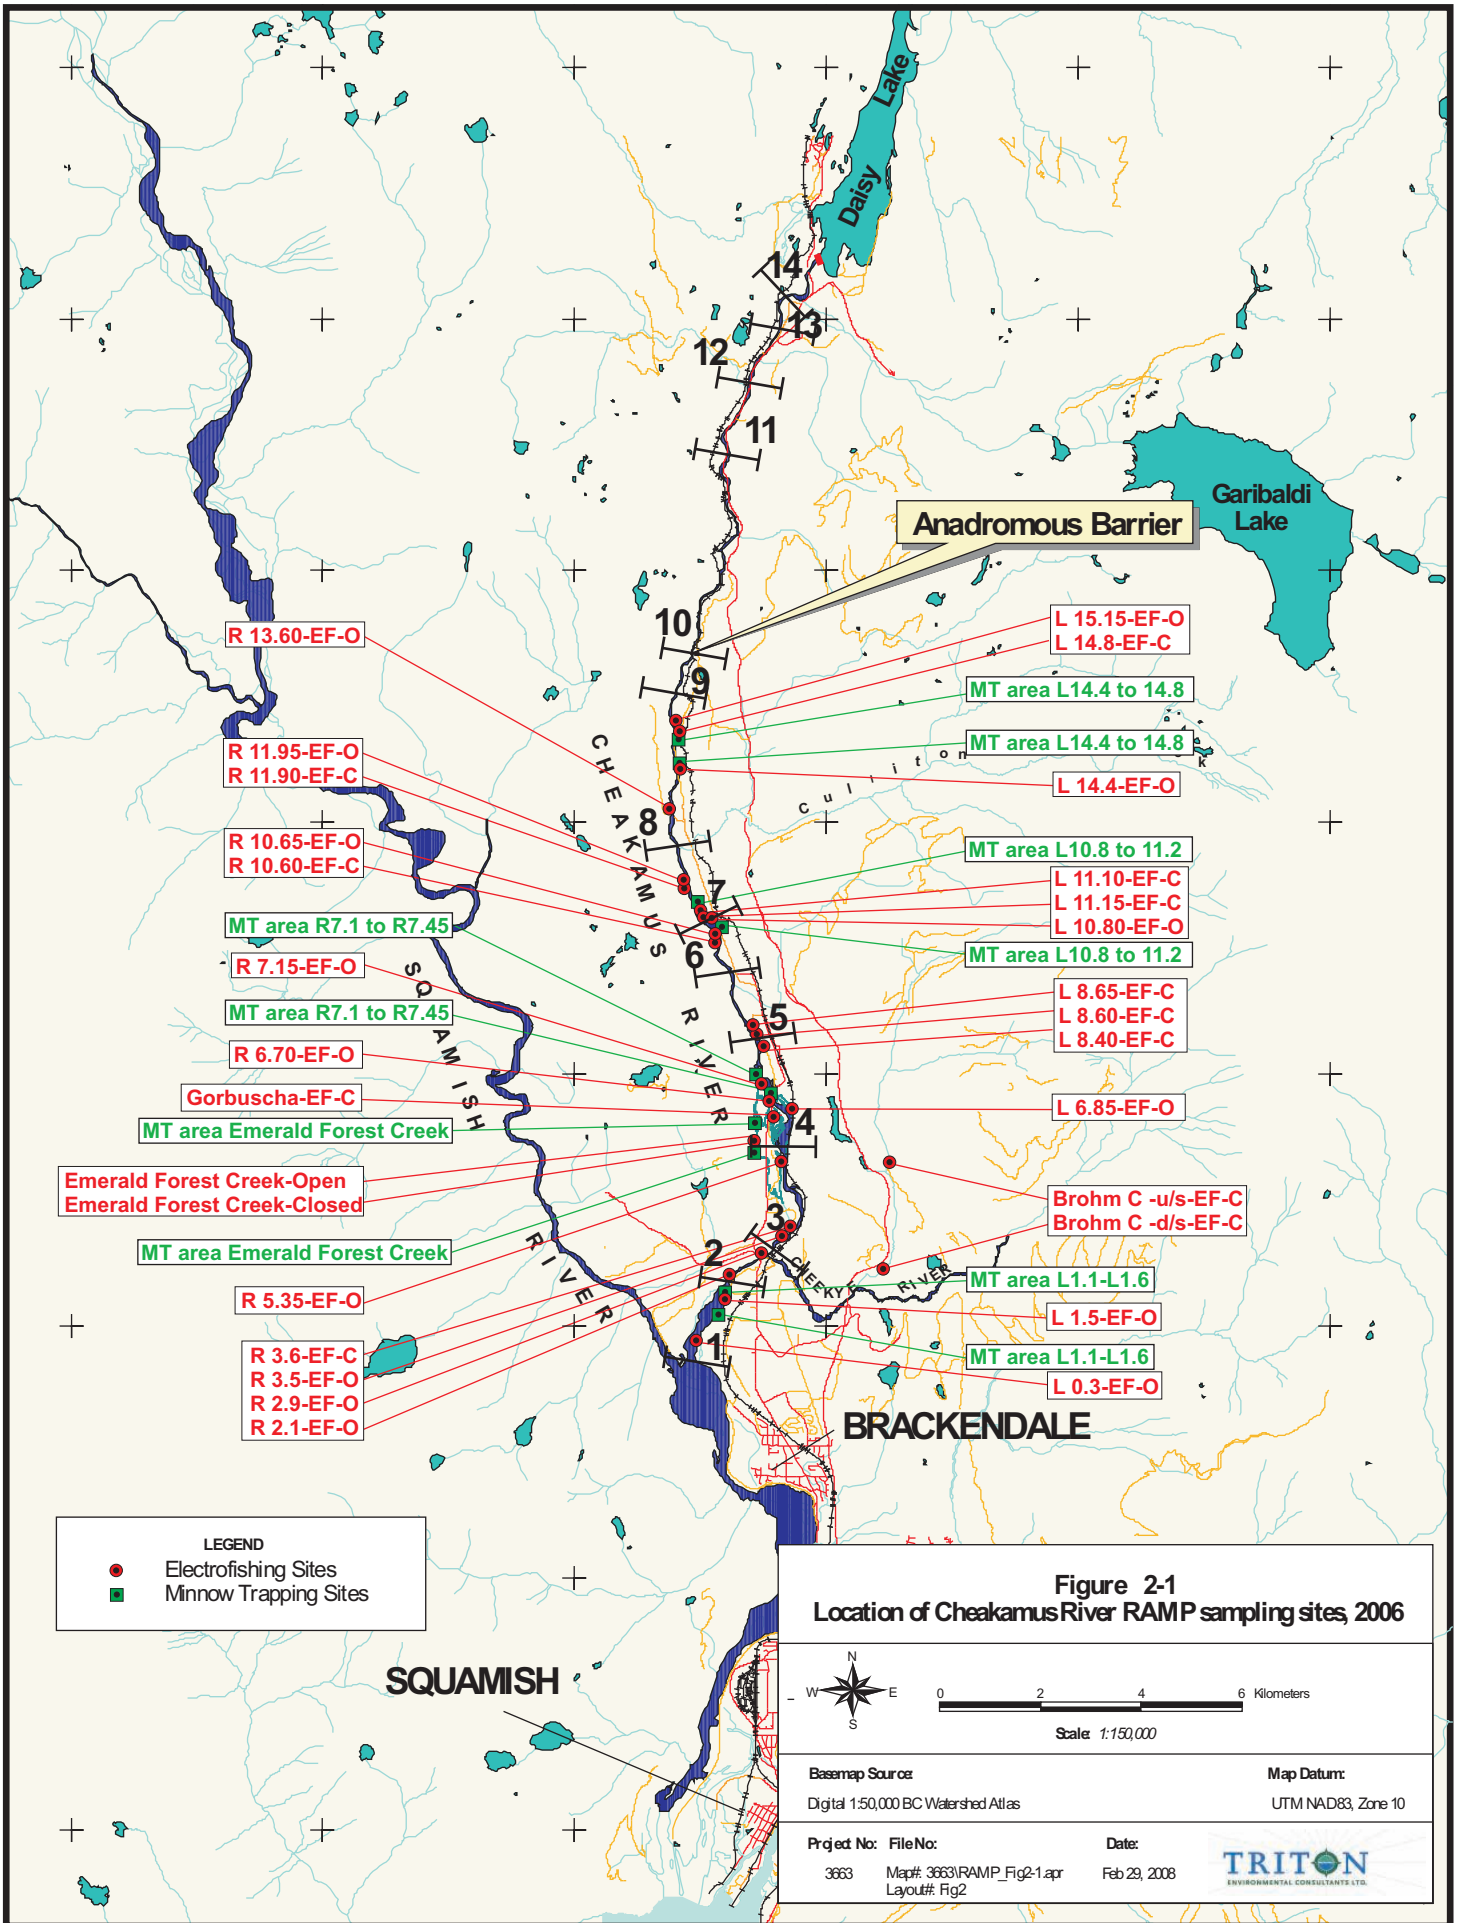 Daisy Lake
14
13
12
11
Garibaldi
Lake
Anadromous Barrier
10
9
8
7
6
5
4
3
2
1
R 13.60-EF-O
R 11.95-EF-O
R 11.90-EF-C
R 10.65-EF-O
R 10.60-EF-C
MT area R7.1 to R7.45
R 7.15-EF-O
MT area R7.1 to R7.45
R 6.70-EF-O
Gorbuscha-EF-C
MT area Emerald Forest Creek
Emerald Forest Creek-Open
Emerald Forest Creek-Closed
MT area Emerald Forest Creek
R 5.35-EF-O
R 3.6-EF-C
R 3.5-EF-O
R 2.9-EF-O
R 2.1-EF-O
L 15.15-EF-O
L 14.8-EF-C
MT area L14.4 to 14.8
MT area L14.4 to 14.8
L 14.4-EF-O
MT area L10.8 to 11.2
L 11.10-EF-C
L 11.15-EF-C
L 10.80-EF-O
MT area L10.8 to 11.2
L 8.65-EF-C
L 8.60-EF-C
L 8.40-EF-C
L 6.85-EF-O
Brohm C -u/s-EF-C
Brohm C -d/s-EF-C
MT area L1.1-L1.6
L 1.5-EF-O
MT area L1.1-L1.6
L 0.3-EF-O
CHEAKAMUS RIVER
SQUAMISH RIVER
Culliton
CHEEKYE RIVER
BRACKENDALE
SQUAMISH
LEGEND
Electrofishing Sites
Minnow Trapping Sites
Figure 2-1
Location of Cheakamus River RAMP sampling sites, 2006
N
W E
S
0 2 4 6 Kilometers
Scale: 1:150,000
Basemap Source:
Digital 1:50,000 BC Watershed Atlas
Map Datum:
UTM NAD83, Zone 10
Project No:
3663
File No:
Map#: 3663\RAMP_Fig2-1.apr
Layout#: Fig2
Date:
Feb 29, 2008
TRITON
ENVIRONMENTAL CONSULTANTS LTD.